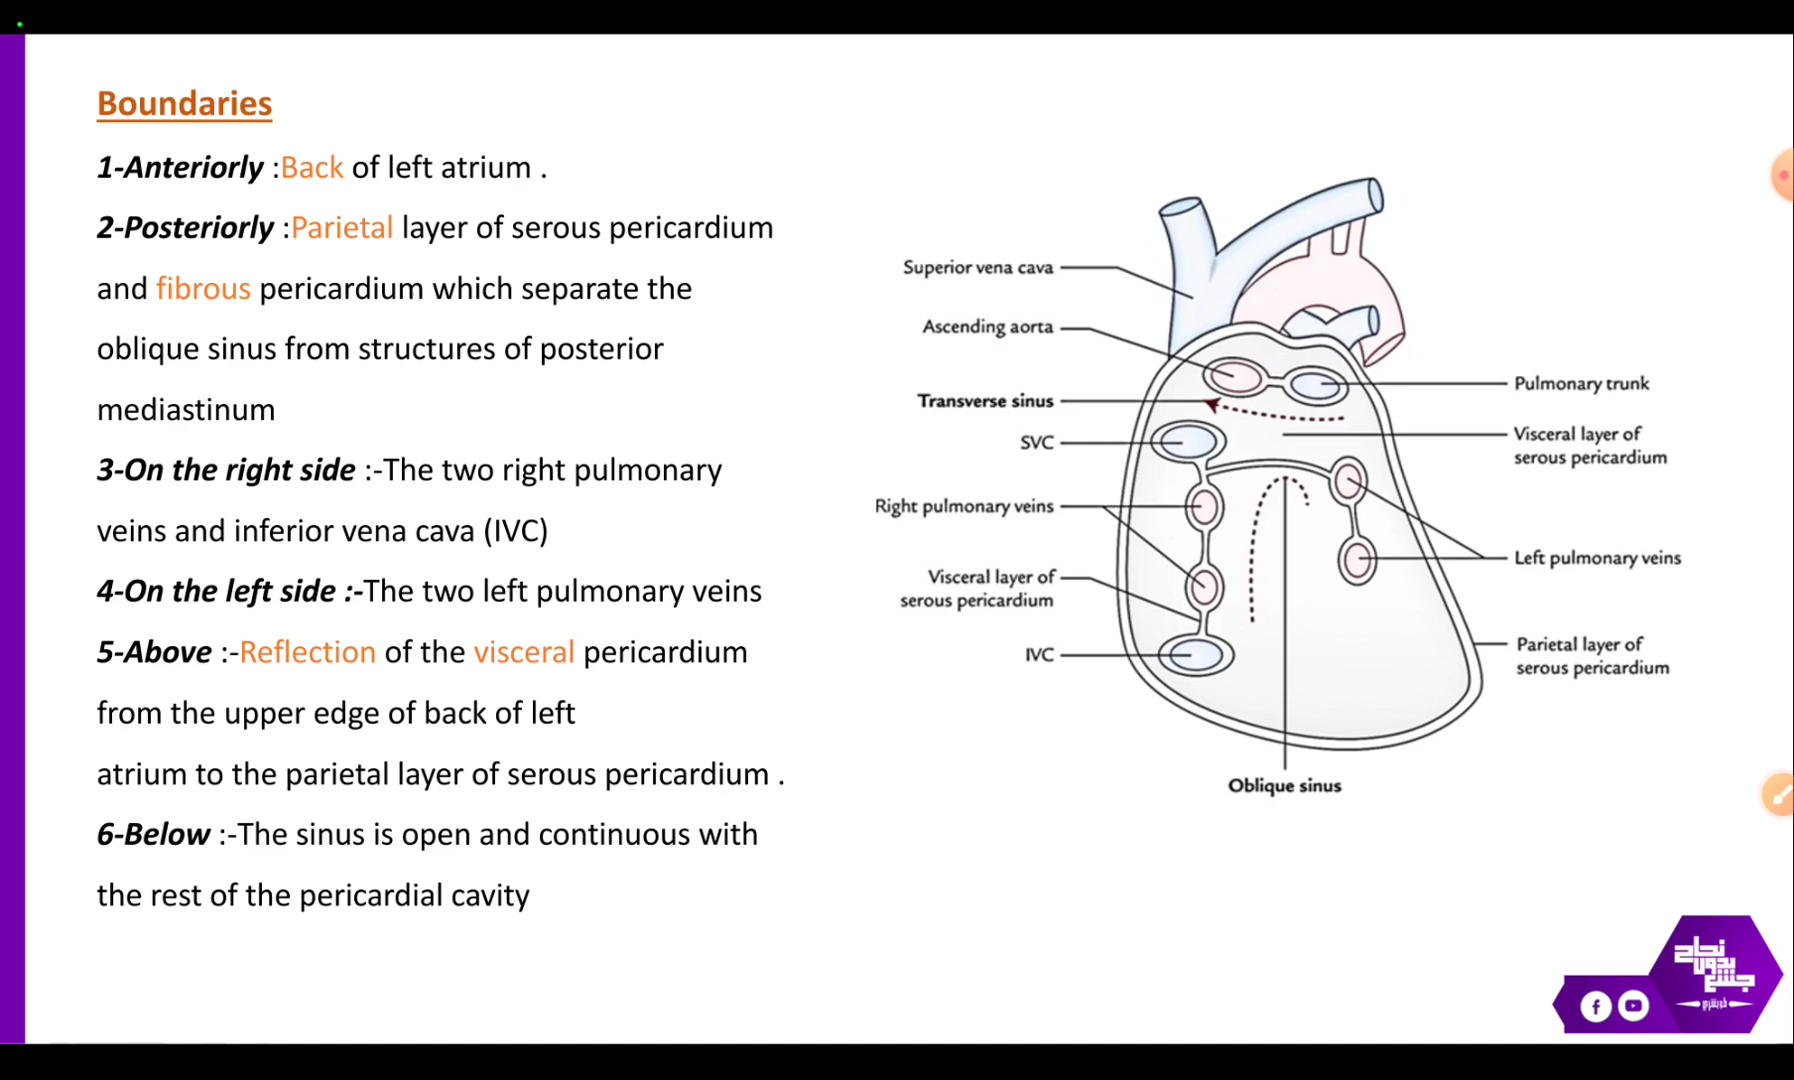 Boundaries
1-Anteriorly :Back of left atrium .
2-Posteriorly :Parietal layer of serous pericardium
and fibrous pericardium which separate the
oblique sinus from structures of posterior
mediastinum
3-On the right side :-The two right pulmonary
veins and inferior vena cava (IVC)
4-On the left side :-The two left pulmonary veins
5-Above :-Reflection of the visceral pericardium
from the upper edge of back of left
atrium to the parietal layer of serous pericardium .
6-Below :-The sinus is open and continuous with
the rest of the pericardial cavity
Superior vena cava
Ascending aorta
Transverse sinus
SVC
Right pulmonary veins
Visceral layer of
serous pericardium
IVC
Pulmonary trunk
Visceral layer of
serous pericardium
Left pulmonary veins
Parietal layer of
serous pericardium
Oblique sinus
نجاح
بدون
جشع